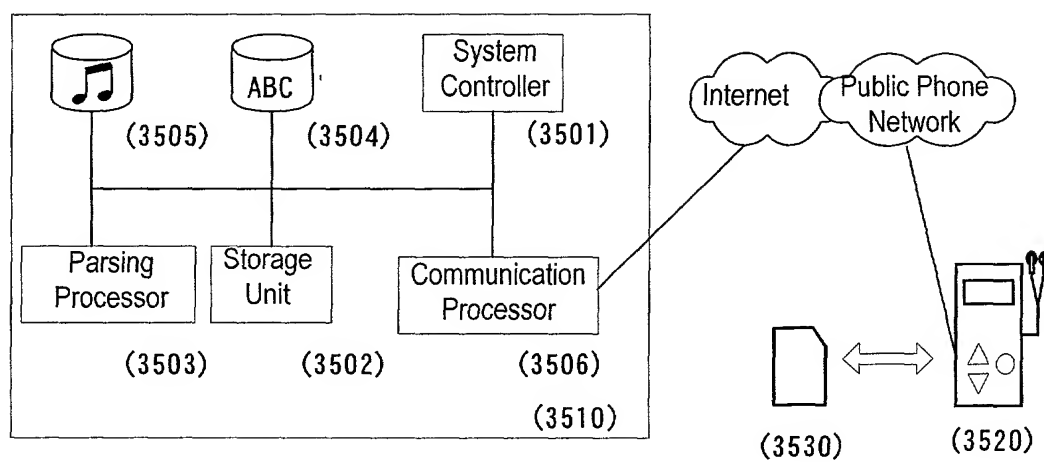 System
Controller
ABC
(3505)
(3504)
(3501)
Internet
Public Phone
Network
Parsing
Processor
Storage
Unit
Communication
Processor
(3503)
(3502)
(3506)
(3510)
(3530)
(3520)